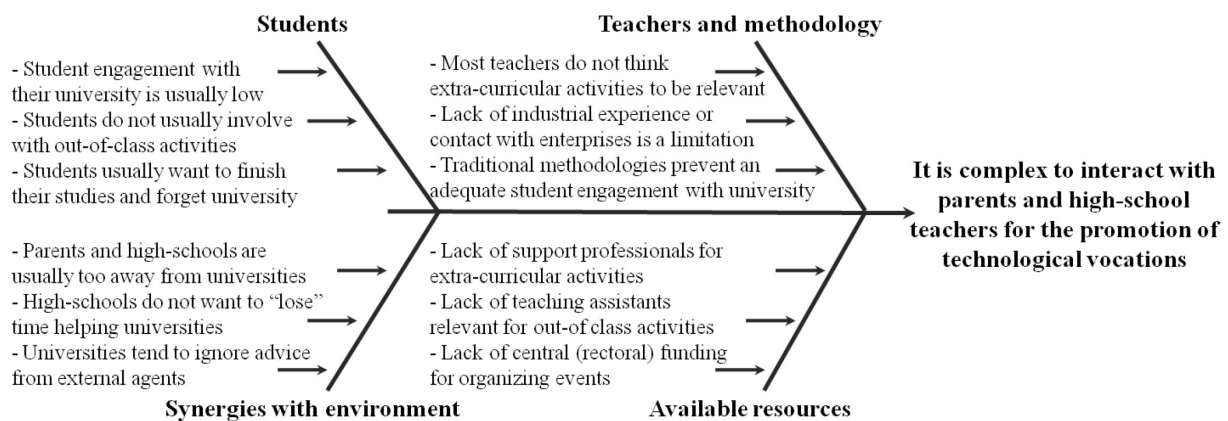 Students
- Student engagement with
their university is usually low
- Students do not usually involve
with out-of-class activities
- Students usually want to finish
their studies and forget university
Teachers and methodology
- Most teachers do not think
extra-curricular activities to be relevant
- Lack of industrial experience or
contact with enterprises is a limitation
- Traditional methodologies prevent an
adequate student engagement with university
It is complex to interact with
parents and high-school
teachers for the promotion of
technological vocations
- Parents and high-schools are
usually too away from universities
- High-schools do not want to “lose”
time helping universities
- Universities tend to ignore advice
from external agents
Synergies with environment
- Lack of support professionals for
extra-curricular activities
- Lack of teaching assistants
relevant for out-of class activities
- Lack of central (rectoral) funding
for organizing events
Available resources